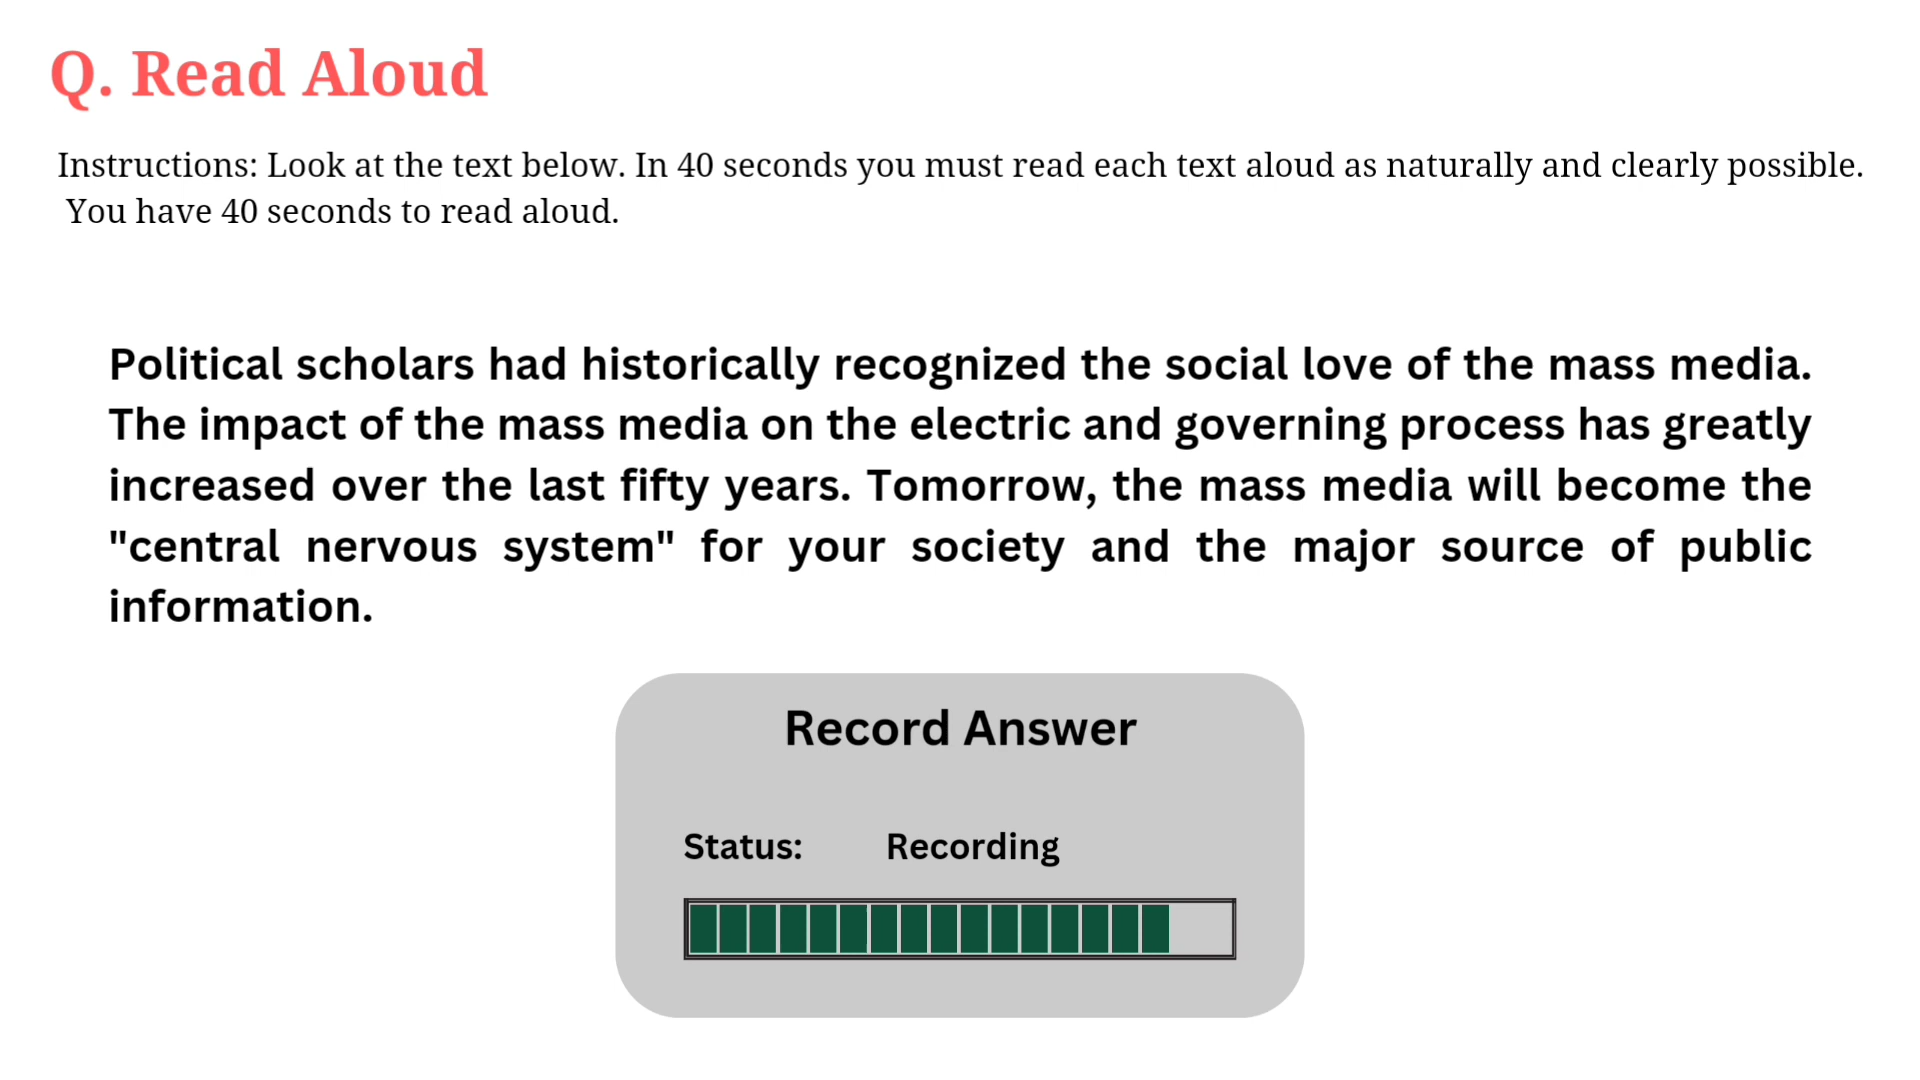 Q. Read Aloud
Instructions: Look at the text below. In 40 seconds you must read each text aloud as naturally and clearly possible.
You have 40 seconds to read aloud.
Political scholars had historically recognized the social love of the mass media.
The impact of the mass media on the electric and governing process has greatly
increased over the last fifty years. Tomorrow, the mass media will become the
"central nervous system" for your society and the major source of public
information.
Record Answer
Status: Recording